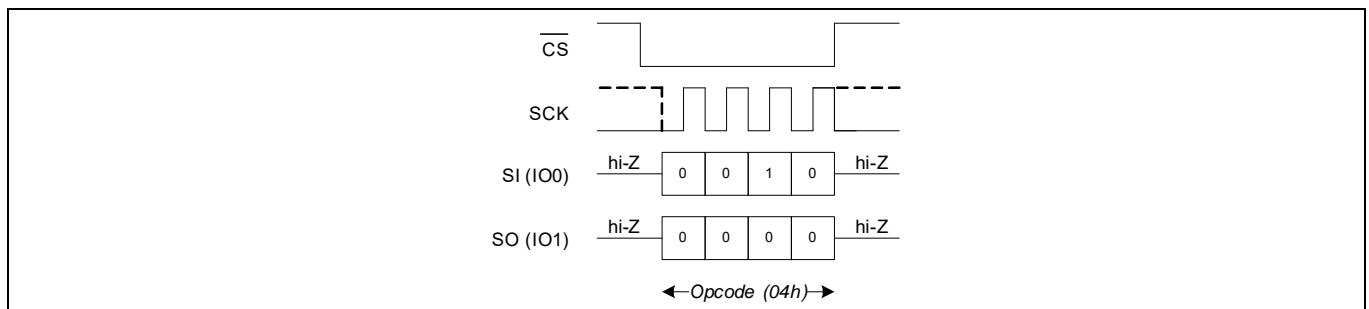 CS
SCK
SI (IO0) hi-Z 0 0 1 0 hi-Z
SO (IO1) hi-Z 0 0 0 0 hi-Z
Opcode (04h)